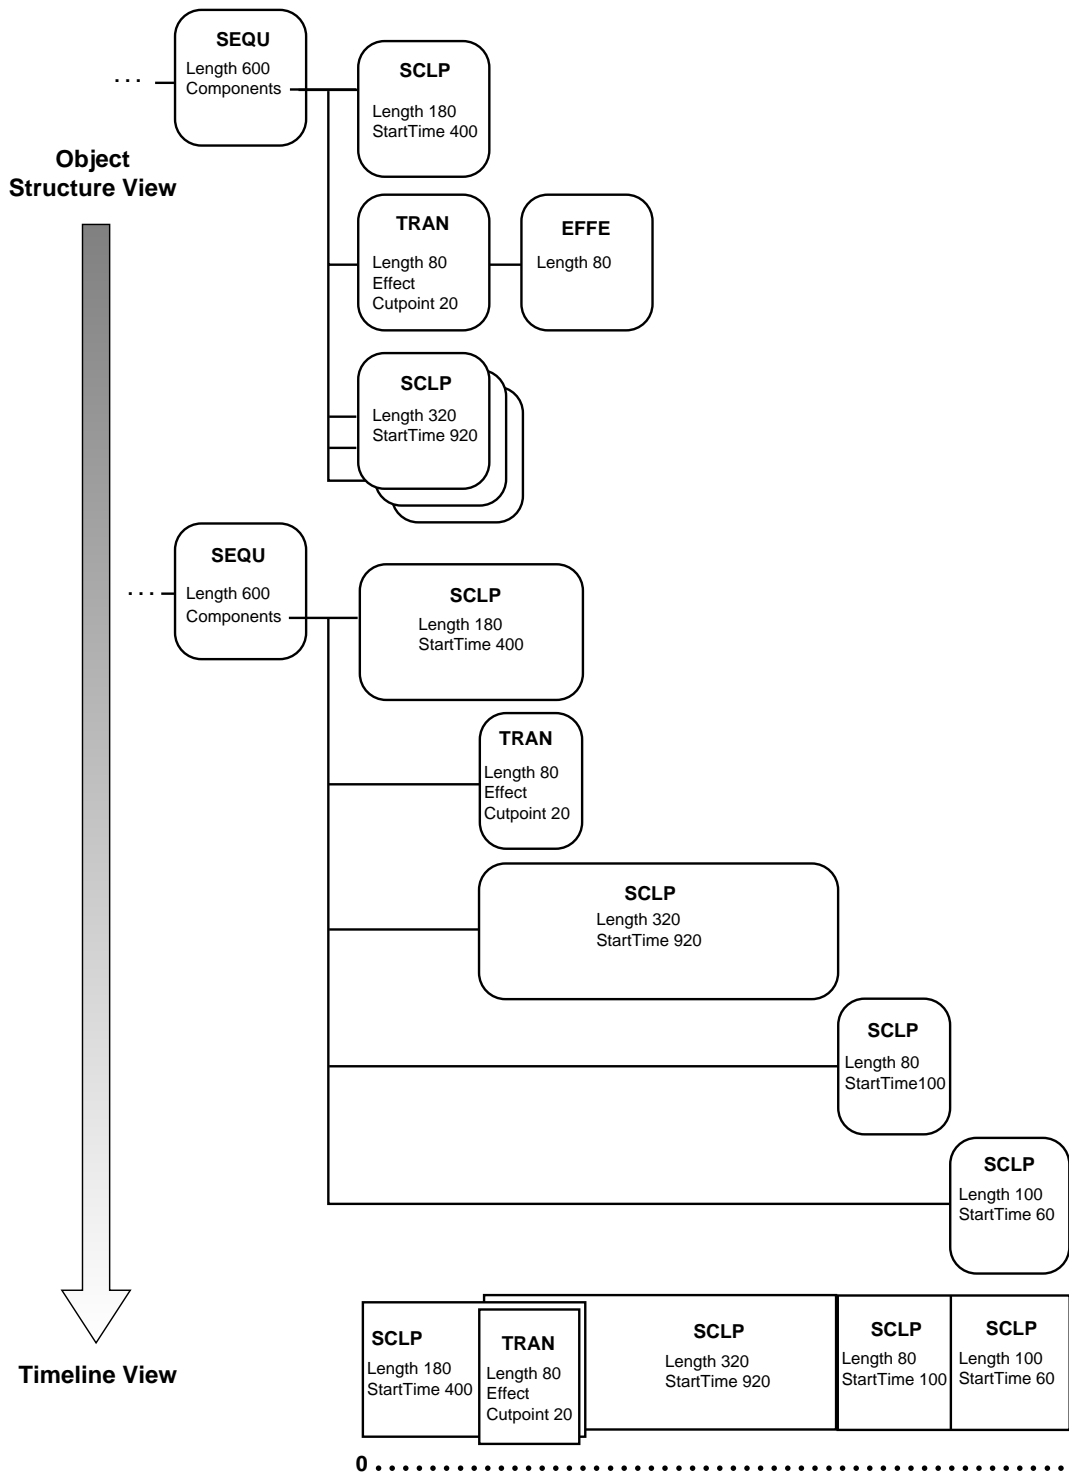 SEQU
Length 600
Components
SCLP
Length 180
StartTime 400
Object
Structure View
TRAN
Length 80
Effect
Cutpoint 20
EFFE
Length 80
SCLP
Length 320
StartTime 920
SEQU
Length 600
Components
SCLP
Length 180
StartTime 400
TRAN
Length 80
Effect
Cutpoint 20
SCLP
Length 320
StartTime 920
SCLP
Length 80
StartTime100
SCLP
Length 100
StartTime 60
Timeline View
SCLP
Length 180
StartTime 400
TRAN
Length 80
Effect
Cutpoint 20
SCLP
Length 320
StartTime 920
SCLP
Length 80
StartTime 100
SCLP
Length 100
StartTime 60
0